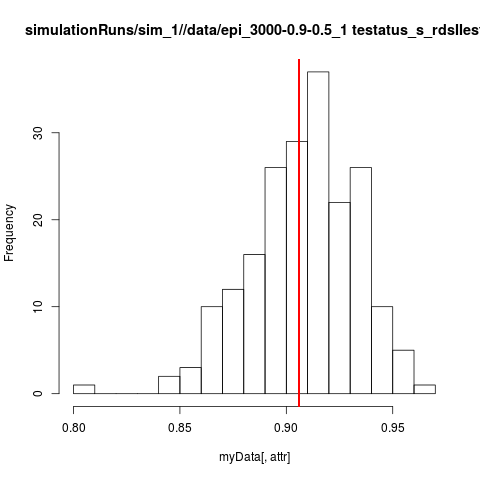 simulationRuns/sim_1//data/epi_3000-0.9-0.5_1 testatus_s_rdsllest
Frequency
30
20
10
0
0.80 0.85 0.90 0.95
myData[, attr]